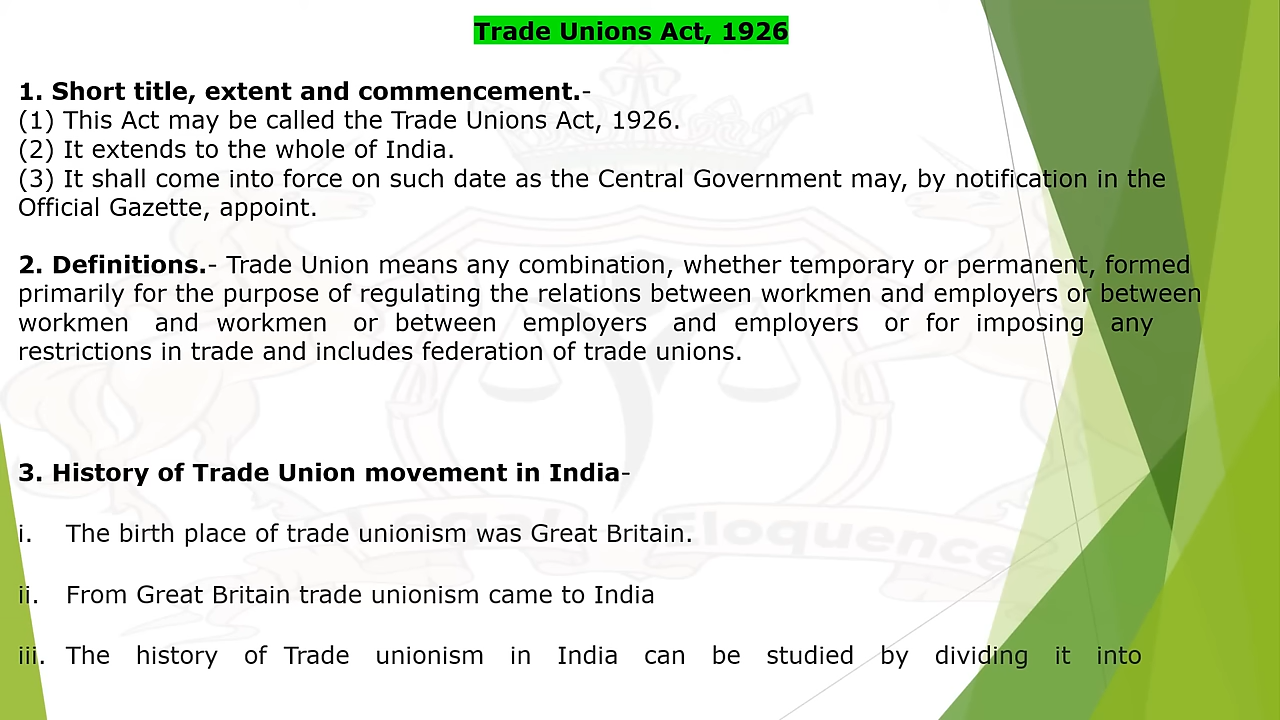 Trade Unions Act, 1926
1. Short title, extent and commencement.-
(1) This Act may be called the Trade Unions Act, 1926.
(2) It extends to the whole of India.
(3) It shall come into force on such date as the Central Government may, by notification in the
Official Gazette, appoint.
2. Definitions.- Trade Union means any combination, whether temporary or permanent, formed
primarily for the purpose of regulating the relations between workmen and employers or between
workmen and workmen or between employers and employers or for imposing any
restrictions in trade and includes federation of trade unions.
3. History of Trade Union movement in India-
Legal Eloquence
i. The birth place of trade unionism was Great Britain.
ii. From Great Britain trade unionism came to India
iii. The history of Trade unionism in India can be studied by dividing it into